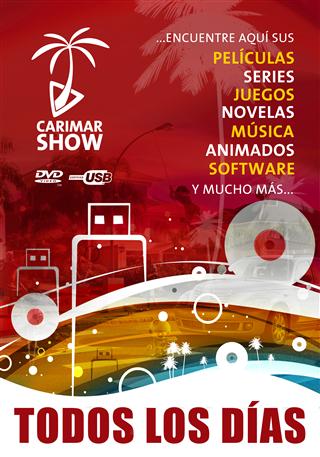 ...ENCUENTRE AQUÍ SUS
PELÍCULAS
SERIES
JUEGOS
NOVELAS
MÚSICA
ANIMADOS
SOFTWARE
Y MUCHO MÁS...
CARIMAR
SHOW
DVD
VIDEO
USB
TODOS LOS DÍAS